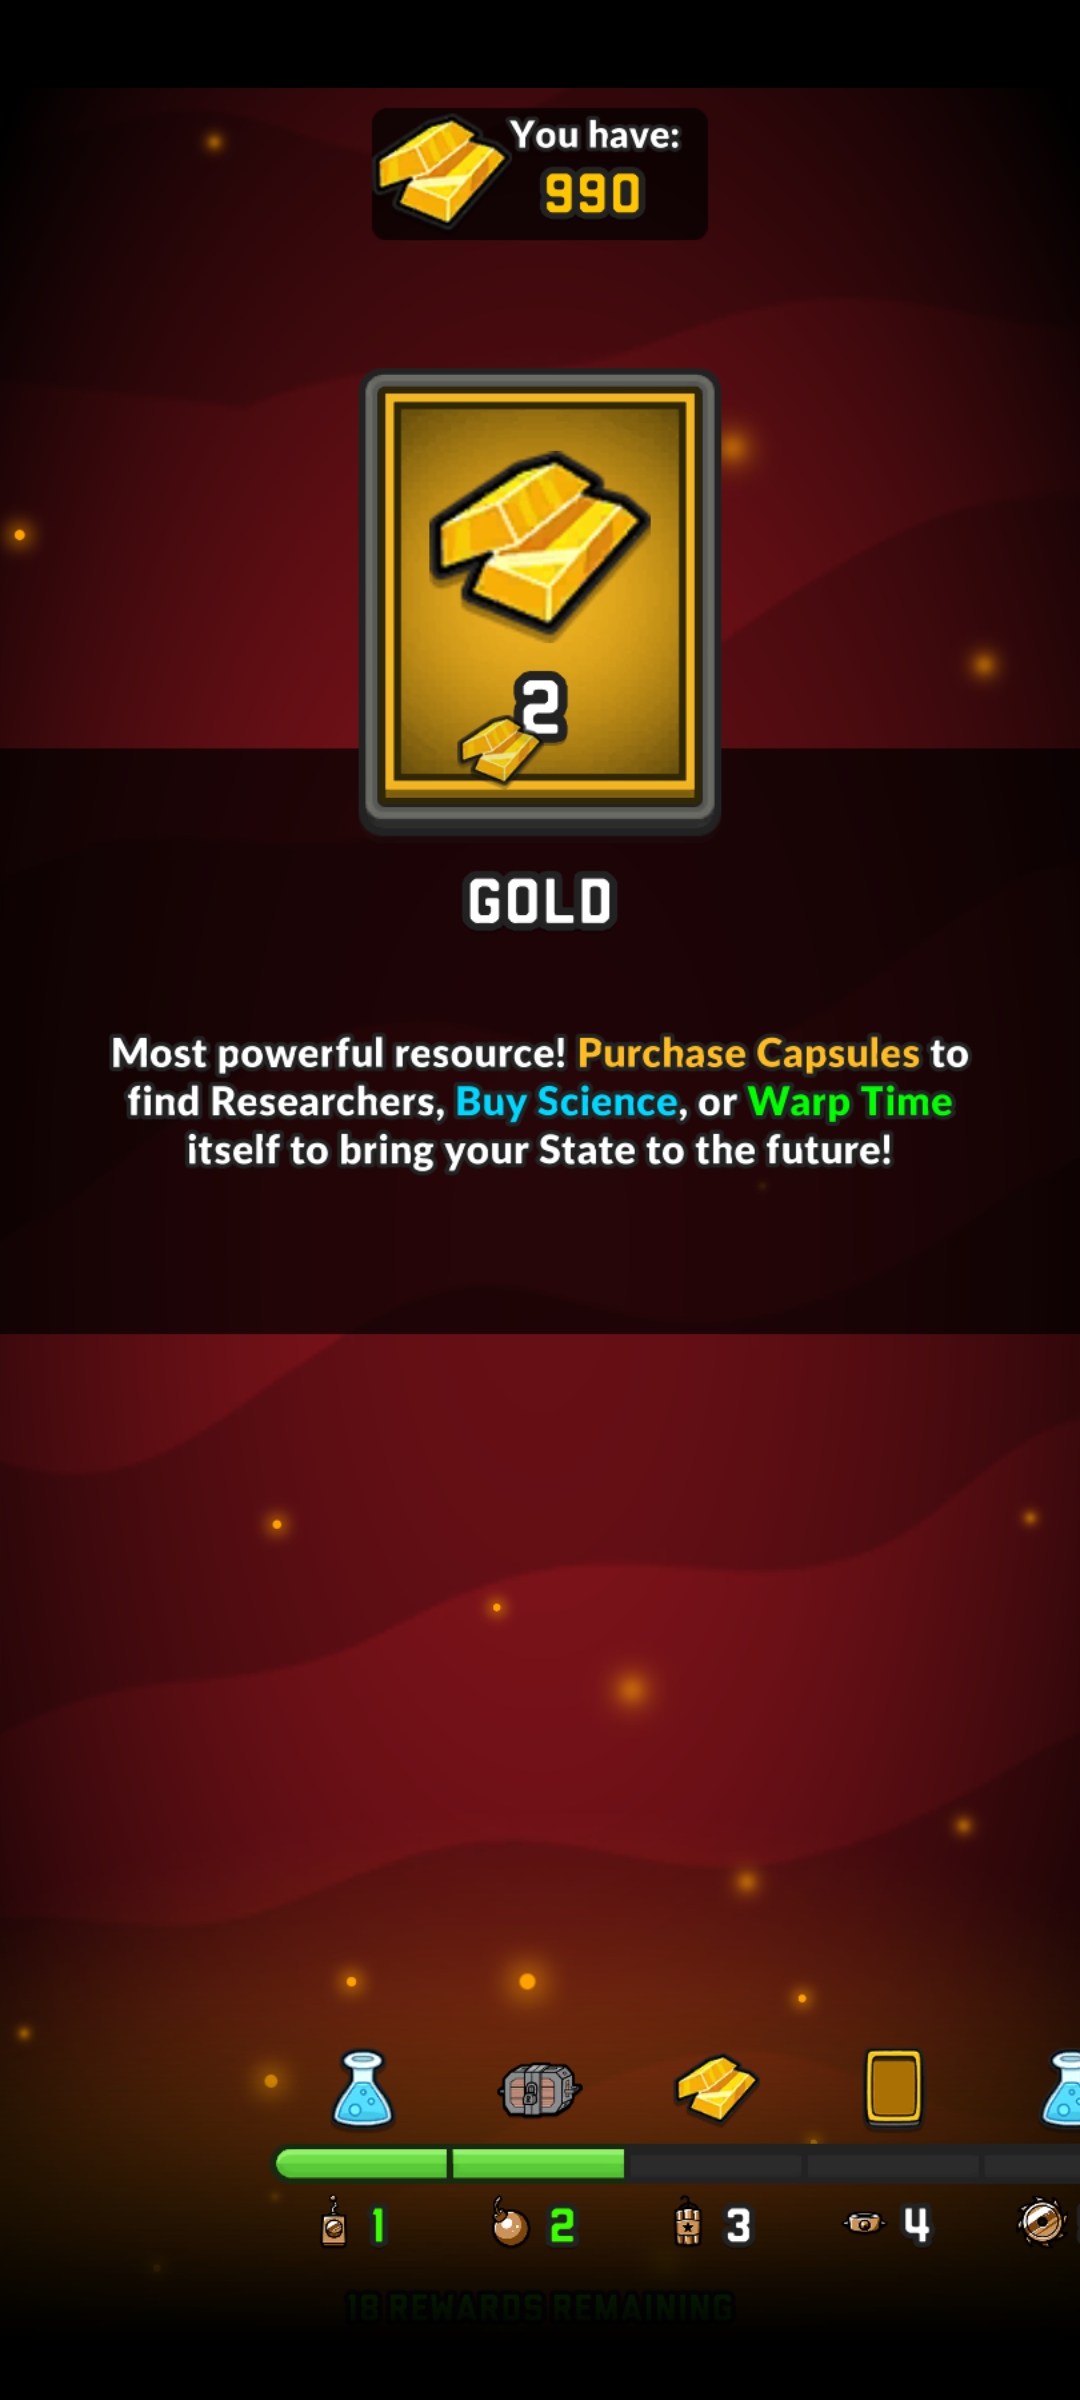 You have:
990
2
GOLD
Most powerful resource! Purchase Capsules to
find Researchers, Buy Science, or Warp Time
itself to bring your State to the future!
1 2 3 4
18 REWARDS REMAINING